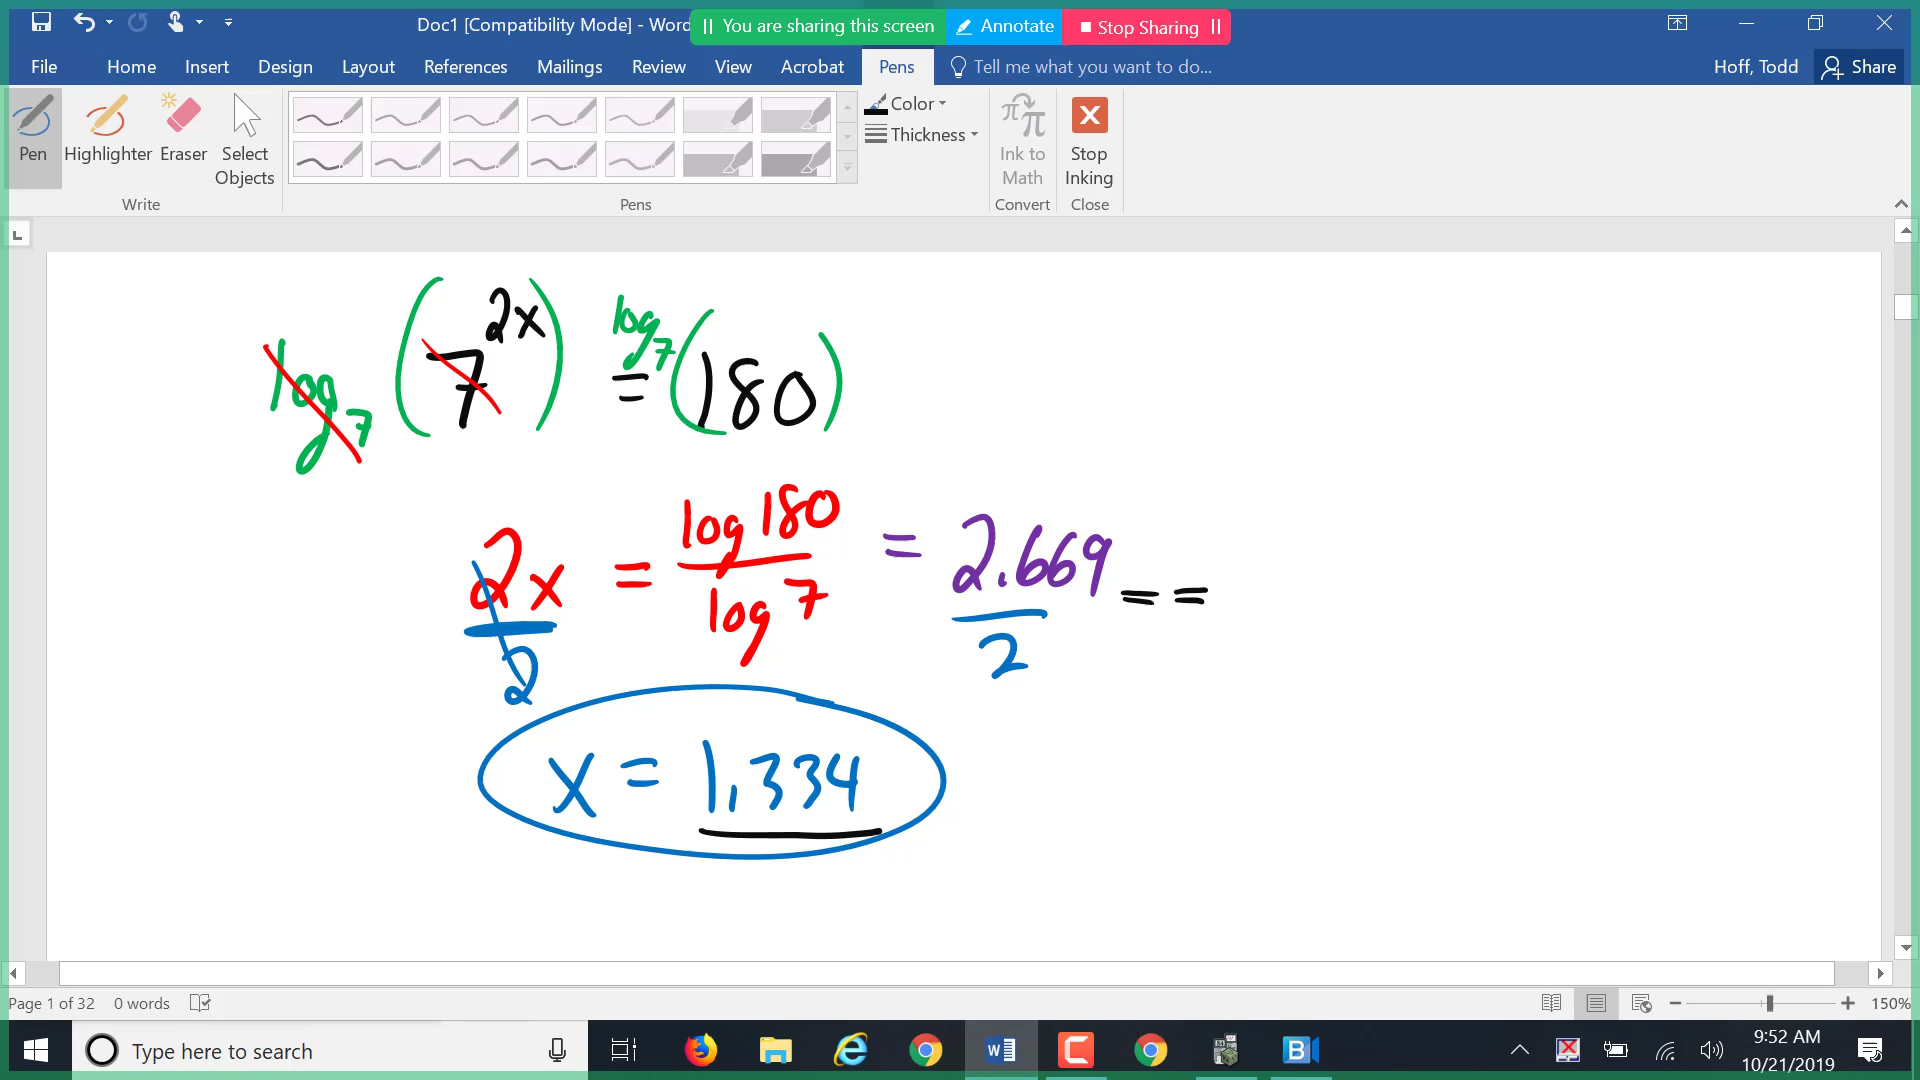 Doc1 [Compatibility Mode] - Word
You are sharing this screen
Annotate
Stop Sharing
File Home Insert Design Layout References Mailings Review View Acrobat Pens Tell me what you want to do... Hoff, Todd Share
Pen Highlighter Eraser Select Objects
Color
Thickness
Ink to Math
Stop Inking
Write Pens Convert Close
log₇(7^2x) = log₇(180)
2x/2 = log 180/log 7 = 2.669/2 = =
x = 1.334
Page 1 of 32 0 words 150%
Type here to search
9:52 AM
10/21/2019